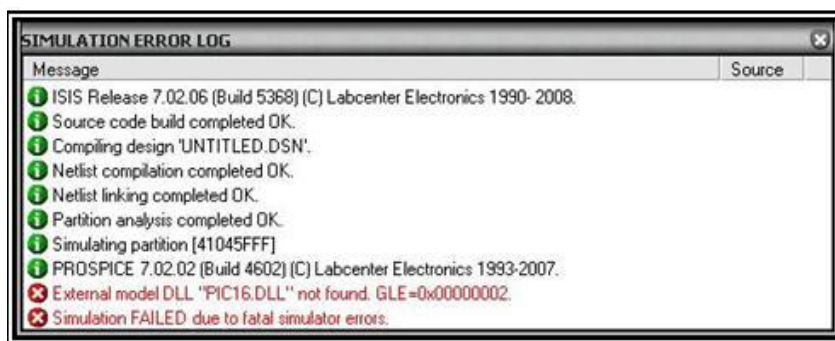 SIMULATION ERROR LOG
Message Source
ISIS Release 7.02.06 (Build 5368) (C) Labcenter Electronics 1990- 2008.
Source code build completed OK.
Compiling design 'UNTITLED.DSN'.
Netlist compilation completed OK.
Netlist linking completed OK.
Partition analysis completed OK.
Simulating partition [41045FFF]
PROSPICE 7.02.02 (Build 4602) (C) Labcenter Electronics 1993-2007.
External model DLL "PIC16.DLL" not found. GLE=0x00000002.
Simulation FAILED due to fatal simulator errors.